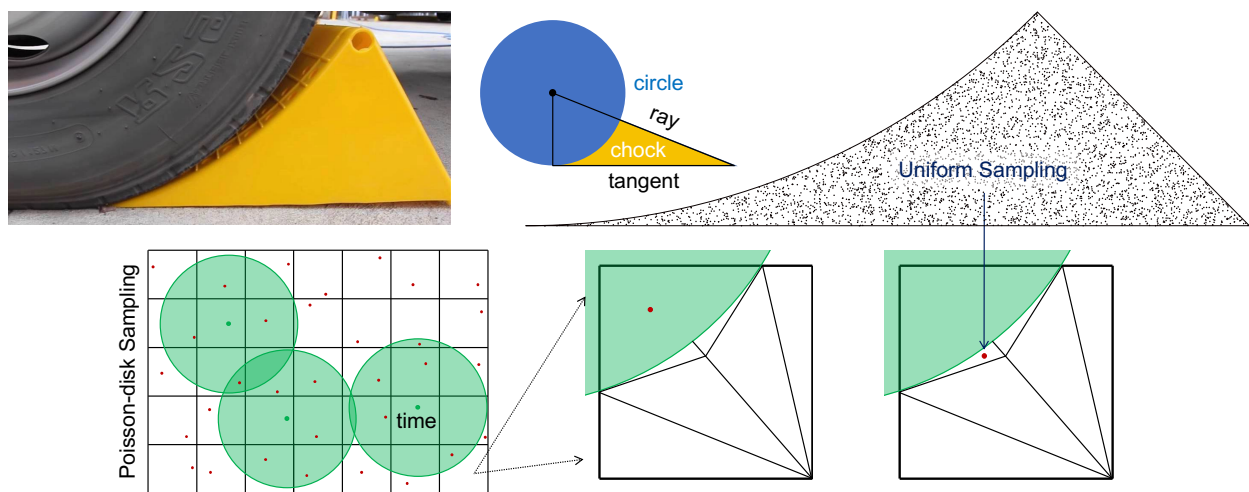 circle
ray
chock
tangent
Uniform Sampling
Poisson-disk Sampling
time